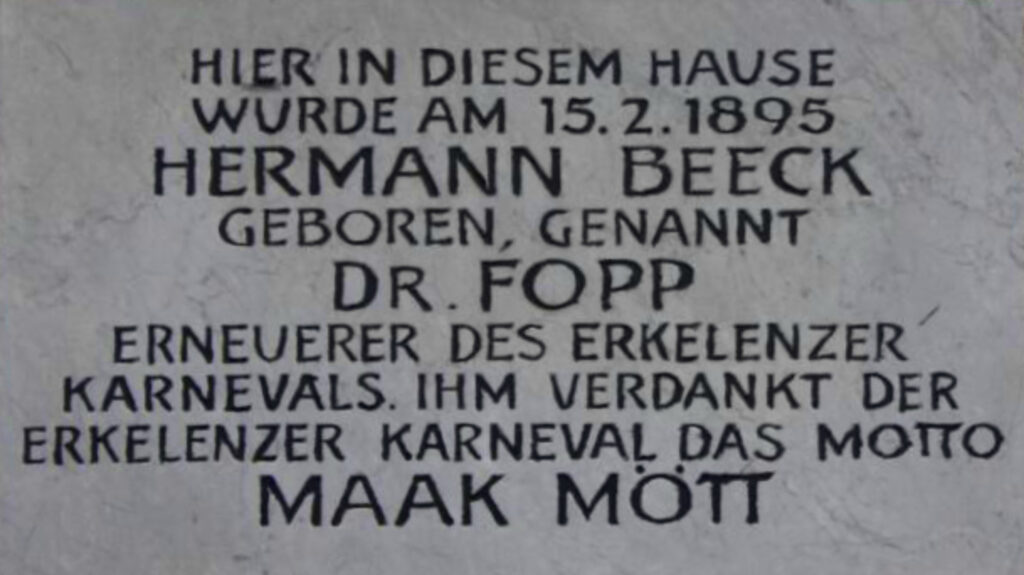 HIER IN DIESEM HAUSE
WURDE AM 15.2.1895
HERMANN BEECK
GEBOREN, GENANNT
DR. FOPP
ERNEUERER DES ERKELENZER
KARNEVALS. IHM VERDANKT DER
ERKELENZER KARNEVAL DAS MOTTO
MAAK MÖTT